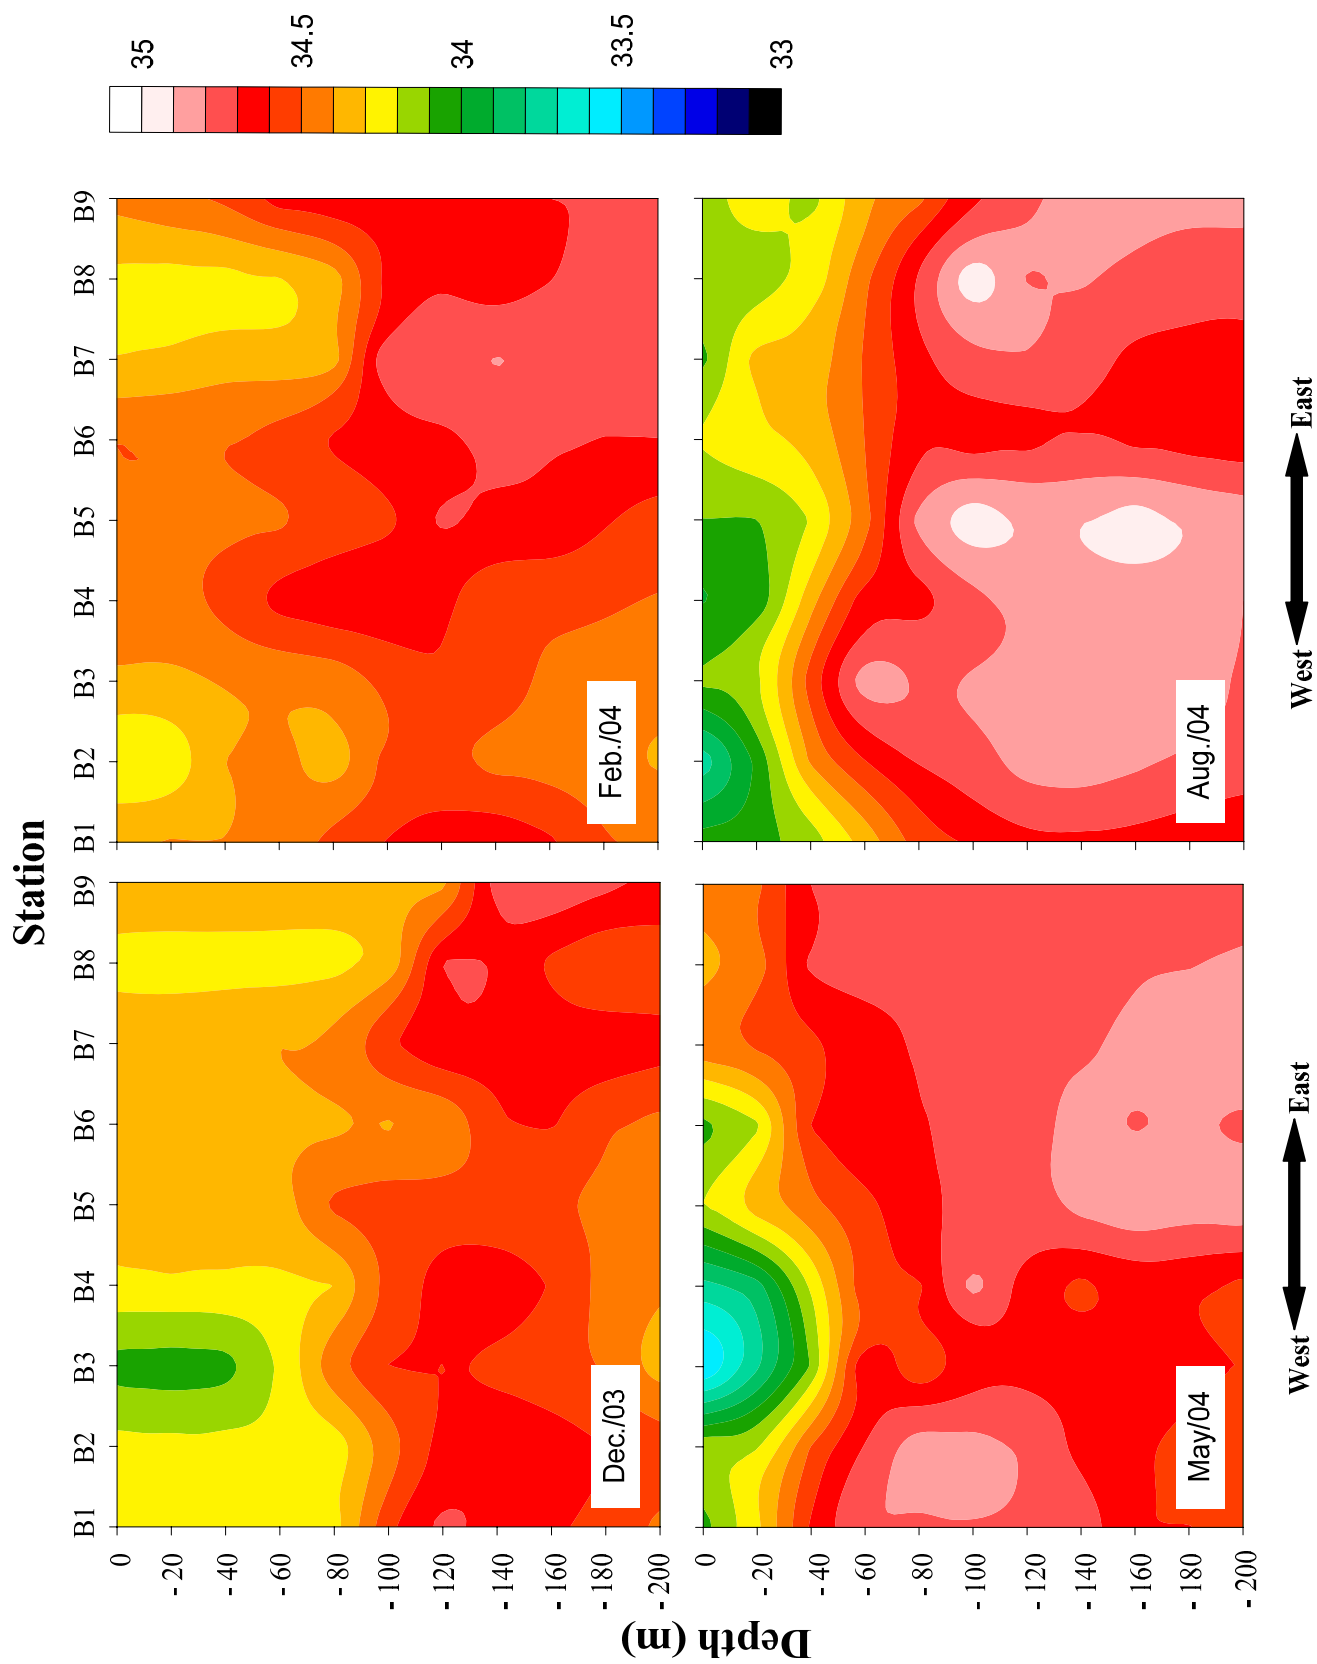 Station
B1 B2 B3 B4 B5 B6 B7 B8 B9
B1 B2 B3 B4 B5 B6 B7 B8 B9
35
34.5
34
33.5
33
Dec./03
Feb./04
May/04
Aug./04
Depth (m)
0
- 20
- 40
- 60
- 80
- 100
- 120
- 140
- 160
- 180
- 200
0
- 20
- 40
- 60
- 80
- 100
- 120
- 140
- 160
- 180
- 200
West East
West East